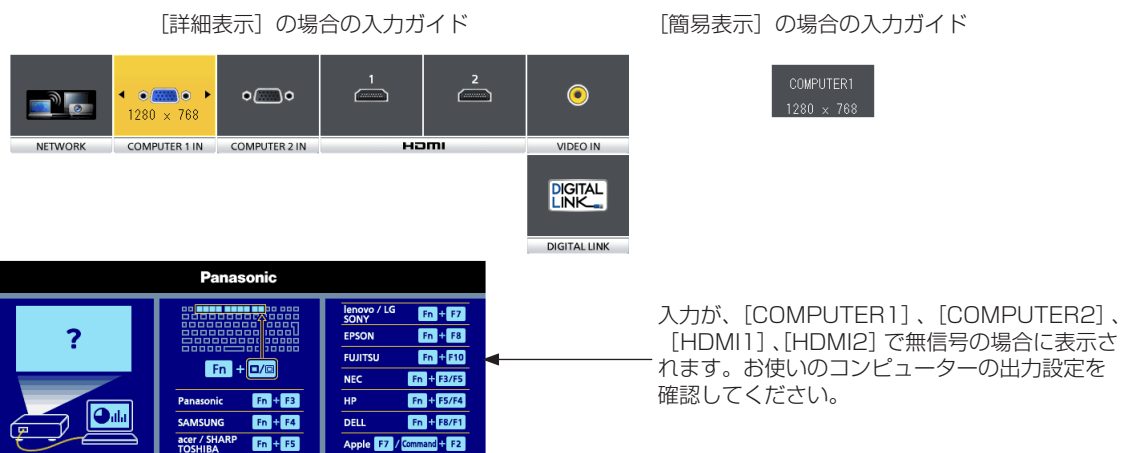 ［詳細表示］の場合の入力ガイド
［簡易表示］の場合の入力ガイド
1280 × 768
1
2
NETWORK
COMPUTER 1 IN
COMPUTER 2 IN
HDMI
VIDEO IN
DIGITAL
LINK
DIGITAL LINK
COMPUTER1
1280 × 768
Panasonic
?
Fn +
Panasonic Fn + F3
SAMSUNG Fn + F4
acer / SHARP
TOSHIBA Fn + F5
lenovo / LG
SONY Fn + F7
EPSON Fn + F8
FUJITSU Fn + F10
NEC Fn + F3/F5
HP Fn + F5/F4
DELL Fn + F8/F1
Apple F7 / Command + F2
入力が、［COMPUTER1］、［COMPUTER2］、
［HDMI1］、［HDMI2］で無信号の場合に表示さ
れます。お使いのコンピューターの出力設定を
確認してください。